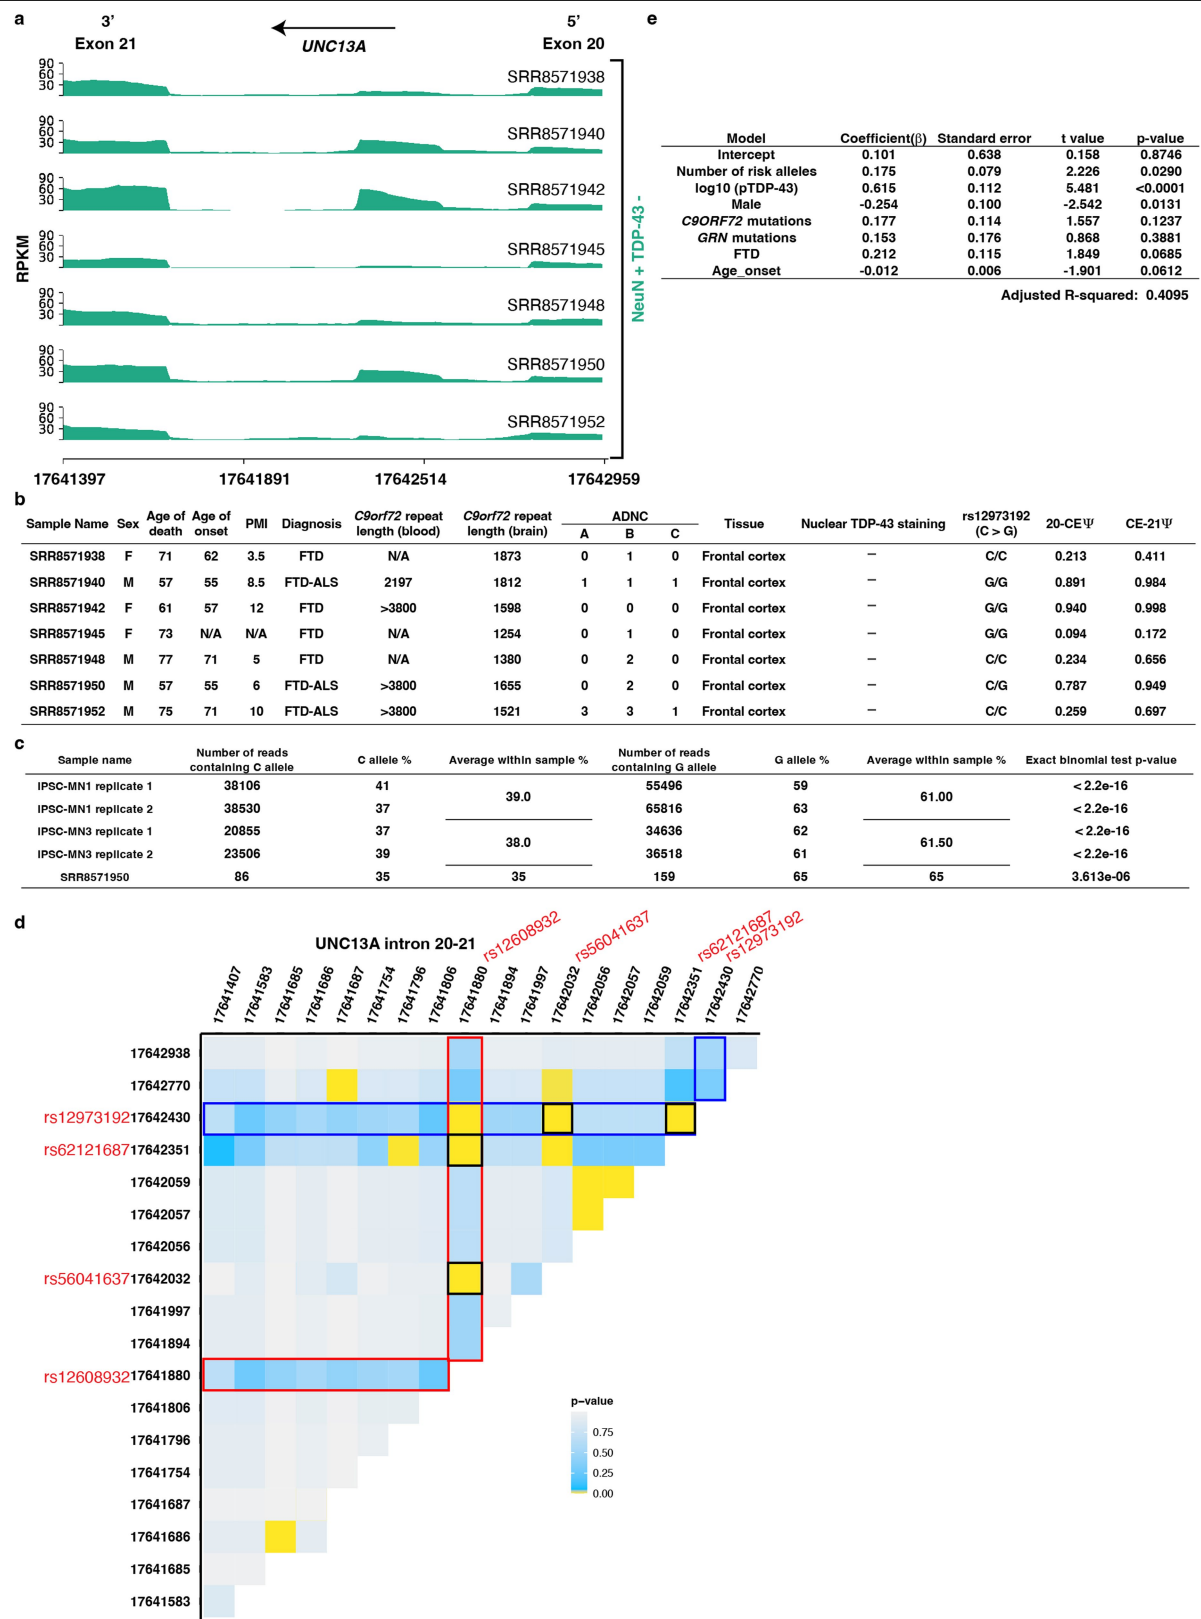 a
3’ 5’
Exon 21 UNC13A Exon 20
RPKM
90
60
30
SRR8571938
90
60
30
SRR8571940
90
60
30
SRR8571942
90
60
30
SRR8571945
90
60
30
SRR8571948
90
60
30
SRR8571950
90
60
30
SRR8571952
NeuN + TDP-43 -
17641397 17641891 17642514 17642959
e
Model Coefficient(β) Standard error t value p-value
Intercept 0.101 0.638 0.158 0.8746
Number of risk alleles 0.175 0.079 2.226 0.0290
log10 (pTDP-43) 0.615 0.112 5.481 <0.0001
Male -0.254 0.100 -2.542 0.0131
C9ORF72 mutations 0.177 0.114 1.557 0.1237
GRN mutations 0.153 0.176 0.868 0.3881
FTD 0.212 0.115 1.849 0.0685
Age_onset -0.012 0.006 -1.901 0.0612
Adjusted R-squared: 0.4095
b
Sample Name Sex Age of death Age of onset PMI Diagnosis C9orf72 repeat length (blood) C9orf72 repeat length (brain) ADNC A B C Tissue Nuclear TDP-43 staining rs12973192 (C > G) 20-CEΨ CE-21Ψ
SRR8571938 F 71 62 3.5 FTD N/A 1873 0 1 0 Frontal cortex − C/C 0.213 0.411
SRR8571940 M 57 55 8.5 FTD-ALS 2197 1812 1 1 1 Frontal cortex − G/G 0.891 0.984
SRR8571942 F 61 57 12 FTD >3800 1598 0 0 0 Frontal cortex − G/G 0.940 0.998
SRR8571945 F 73 N/A N/A FTD N/A 1254 0 1 0 Frontal cortex − G/G 0.094 0.172
SRR8571948 M 77 71 5 FTD N/A 1380 0 2 0 Frontal cortex − C/C 0.234 0.656
SRR8571950 M 57 55 6 FTD-ALS >3800 1655 0 2 0 Frontal cortex − C/G 0.787 0.949
SRR8571952 M 75 71 10 FTD-ALS >3800 1521 3 3 1 Frontal cortex − C/C 0.259 0.697
c
Sample name Number of reads containing C allele C allele % Average within sample % Number of reads containing G allele G allele % Average within sample % Exact binomial test p-value
iPSC-MN1 replicate 1 38106 41 55496 59 < 2.2e-16
39.0 61.00
iPSC-MN1 replicate 2 38530 37 65816 63 < 2.2e-16
iPSC-MN3 replicate 1 20855 37 34636 62 < 2.2e-16
38.0 61.50
iPSC-MN3 replicate 2 23506 39 36518 61 < 2.2e-16
SRR8571950 86 35 35 159 65 65 3.613e-06
d
UNC13A intron 20-21
rs12608932 rs56041637 rs62121687 rs12973192
17641407 17641583 17641685 17641686 17641687 17641754 17641796 17641806 17641880 17641894 17641997 17642032 17642056 17642057 17642059 17642351 17642430 17642770
17642938
17642770
rs12973192 17642430
rs62121687 17642351
17642059
17642057
17642056
rs56041637 17642032
17641997
17641894
rs12608932 17641880
17641806
17641796
17641754
17641687
17641686
17641685
17641583
p−value
0.75
0.50
0.25
0.00